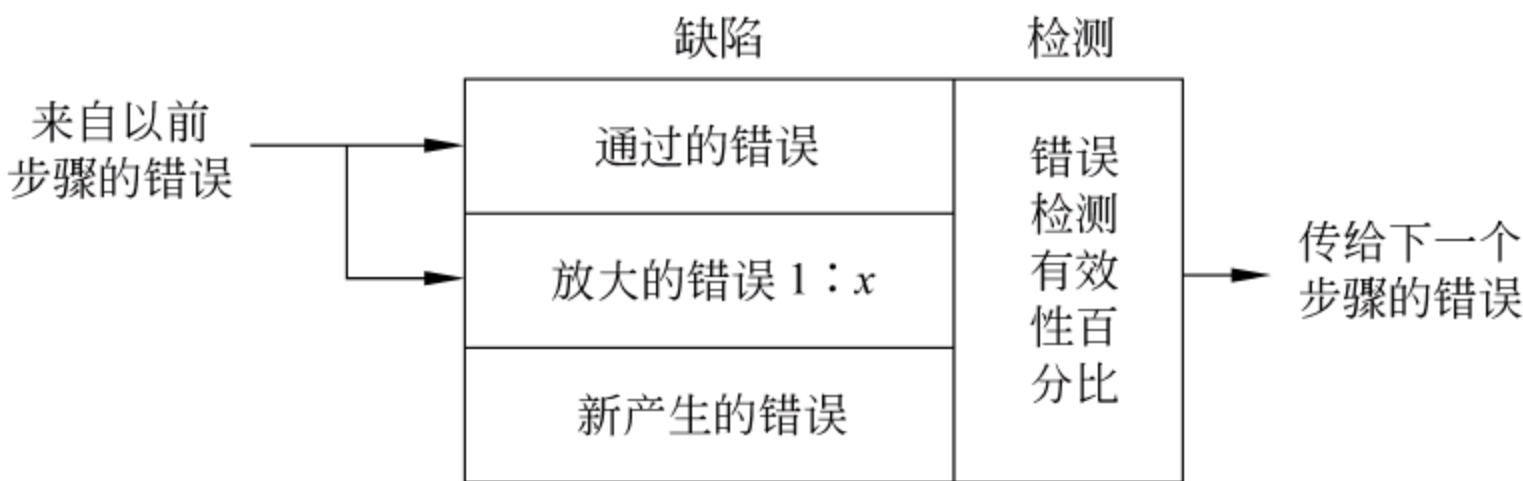 缺陷
检测
来自以前
步骤的错误
通过的错误
放大的错误 1∶x
新产生的错误
错误
检测
有效
性百
分比
传给下一个
步骤的错误